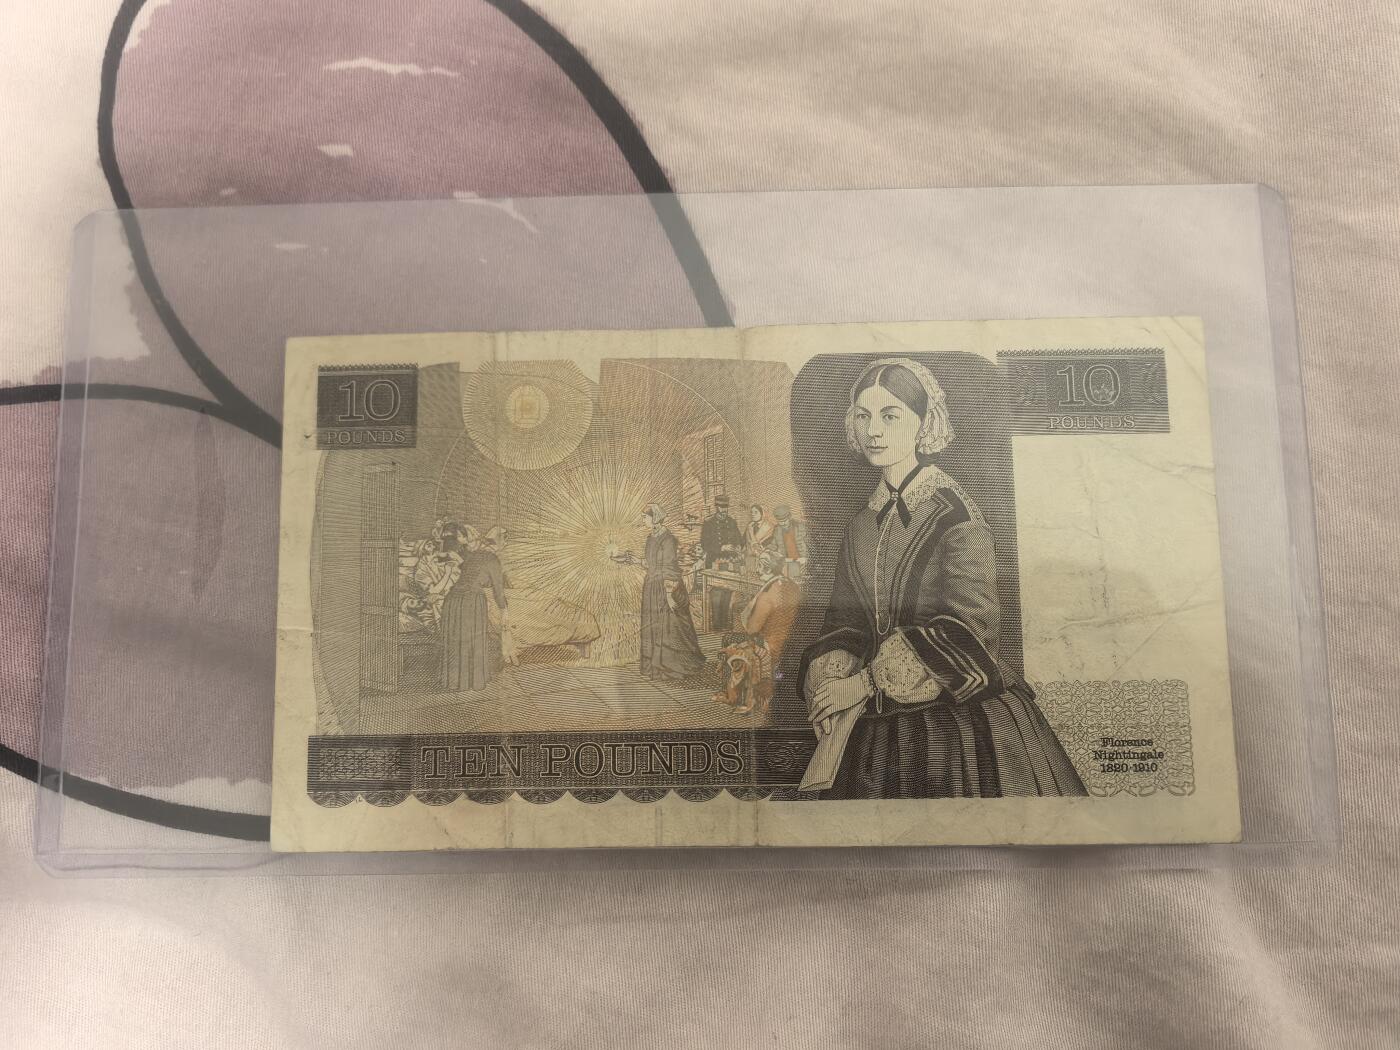 10
POUNDS
10
POUNDS
TEN POUNDS
Florence
Nightingale
1820-1910